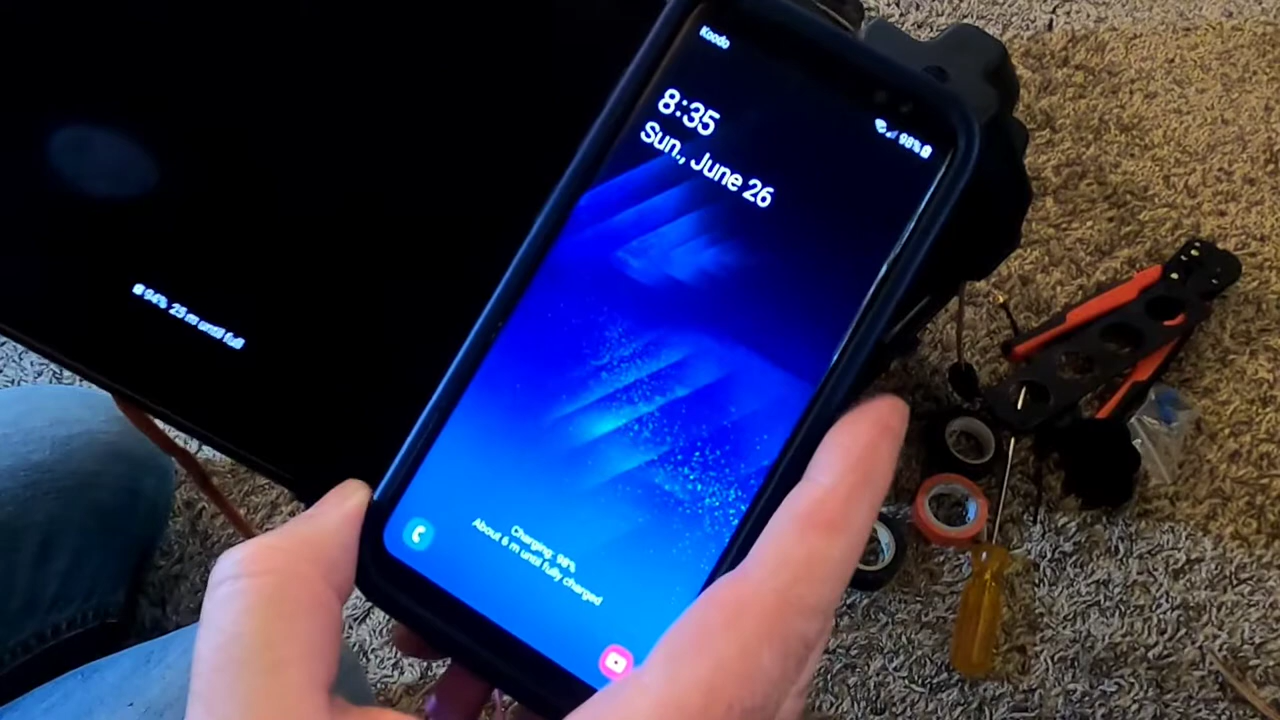 Koodo
98%
8:35
Sun., June 26
94% 25 m until full
Charging: 98%
About 6 m until fully charged